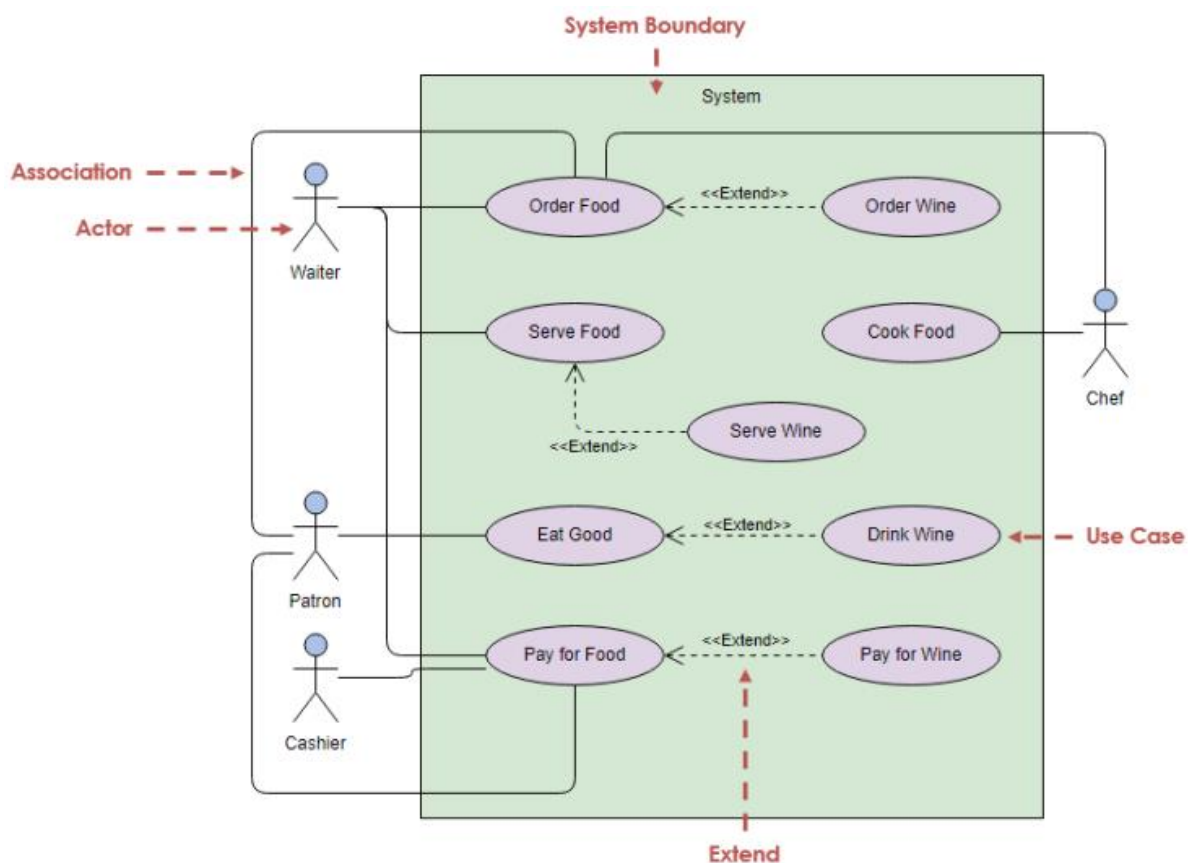 System Boundary
System
Association
Actor
Waiter
Order Food
<<Extend>>
Order Wine
Serve Food
Cook Food
Chef
<<Extend>>
Serve Wine
Patron
Eat Good
<<Extend>>
Drink Wine
Use Case
Cashier
Pay for Food
<<Extend>>
Pay for Wine
Extend